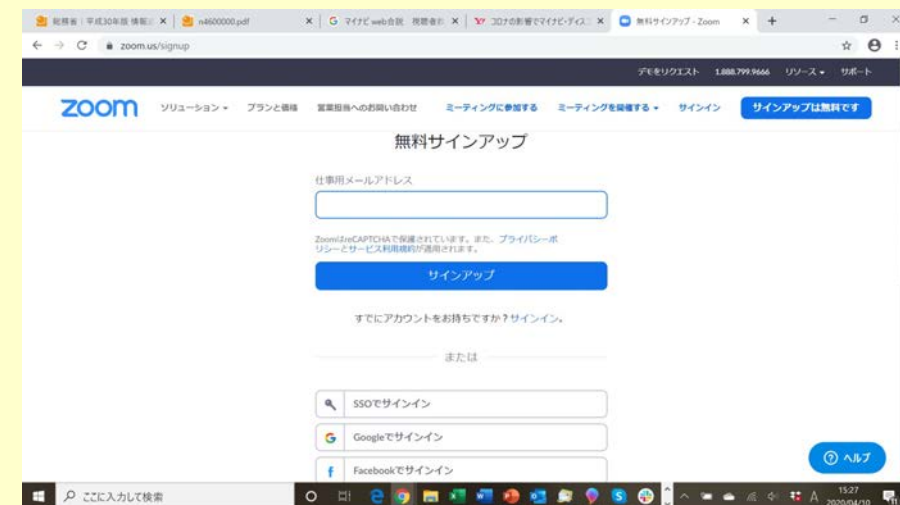 総務省｜平成30年版 情報
n4600000.pdf
マイナビ web合説 視聴者
コロナの影響でマイナビ・ディス
無料サインアップ - Zoom
zoom.us/signup
デモをリクエスト 1.888.799.9666 リソース サポート
zoom ソリューション プランと価格 営業担当へのお問い合わせ ミーティングに参加する ミーティングを開催する サインイン サインアップは無料です
無料サインアップ
仕事用メールアドレス
ZoomはreCAPTCHAで保護されています。また、プライバシーポ
リシーとサービス利用規約が適用されます。
サインアップ
すでにアカウントをお持ちですか？サインイン。
または
SSOでサインイン
Googleでサインイン
Facebookでサインイン
ヘルプ
ここに入力して検索
A 15:27
2020/04/10